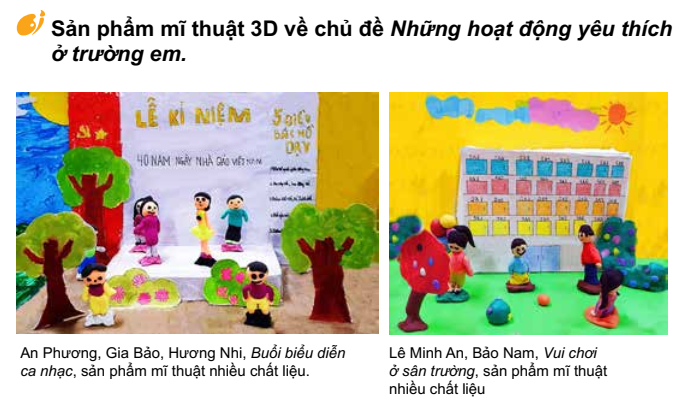 Sản phẩm mĩ thuật 3D về chủ đề Những hoạt động yêu thích
ở trường em.
LỄ KỈ NIỆM
40 NĂM NGÀY NHÀ GIÁO VIỆT NAM
5 ĐIỀU
BÁC HỒ
DẠY
An Phương, Gia Bảo, Hương Nhi, Buổi biểu diễn
ca nhạc, sản phẩm mĩ thuật nhiều chất liệu.
Lê Minh An, Bảo Nam, Vui chơi
ở sân trường, sản phẩm mĩ thuật
nhiều chất liệu